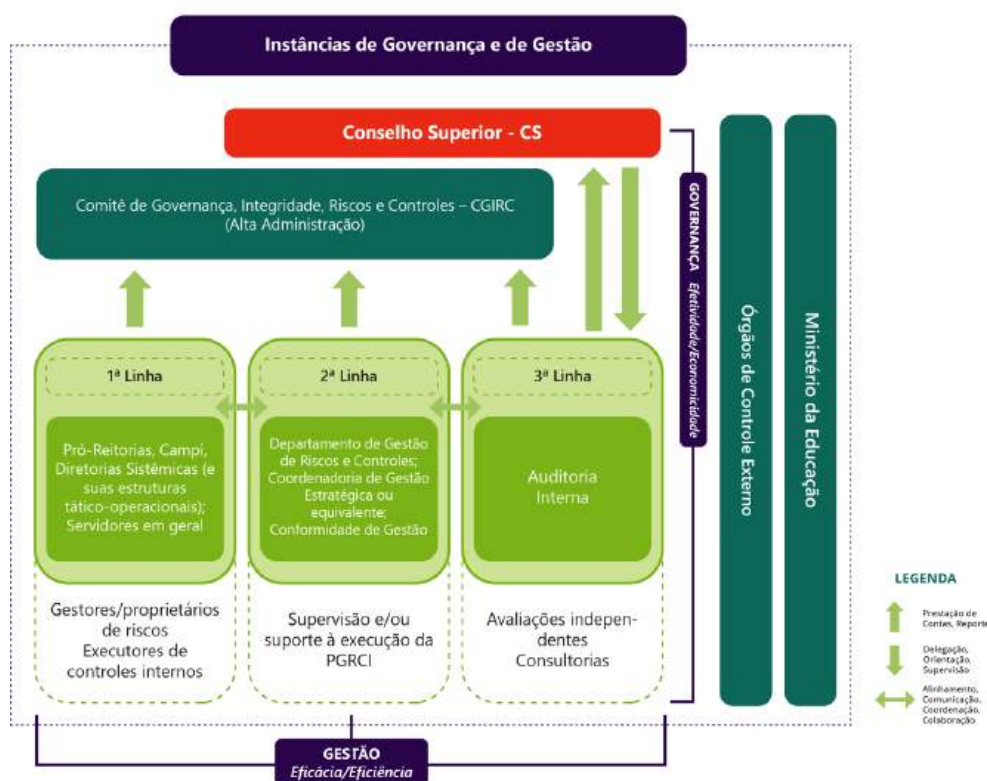 Instâncias de Governança e de Gestão
Conselho Superior - CS
Comitê de Governança, Integridade, Riscos e Controles – CGIRC
(Alta Administração)
1ª Linha
Pró-Reitorias, Campi,
Diretorias Sistêmicas (e
suas estruturas
tático-operacionais);
Servidores em geral
Gestores/proprietários
de riscos
Executores de
controles internos
2ª Linha
Departamento de Gestão
de Riscos e Controles;
Coordenadoria de Gestão
Estratégica ou
equivalente;
Conformidade de Gestão
Supervisão e/ou
suporte à execução da
PGRCI
3ª Linha
Auditoria
Interna
Avaliações indepen-
dentes
Consultorias
GOVERNANÇA
Efetividade/Economicidade
Órgãos de Controle Externo
Ministério da Educação
GESTÃO
Eficácia/Eficiência
LEGENDA
Prestação de
Contes, Reporte
Delegação,
Orientação,
Supervisão
Alinhamento,
Comunicação,
Coordenação,
Colaboração